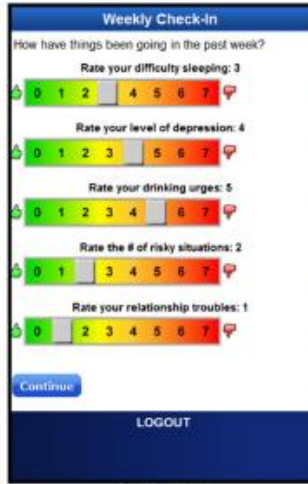 Weekly Check-In
How have things been going in the past week?
Rate your difficulty sleeping: 3
0 1 2 4 5 6 7
Rate your level of depression: 4
0 1 2 3 5 6 7
Rate your drinking urges: 5
0 1 2 3 4 6 7
Rate the # of risky situations: 2
0 1 3 4 5 6 7
Rate your relationship troubles: 1
0 2 3 4 5 6 7
Continue
LOGOUT